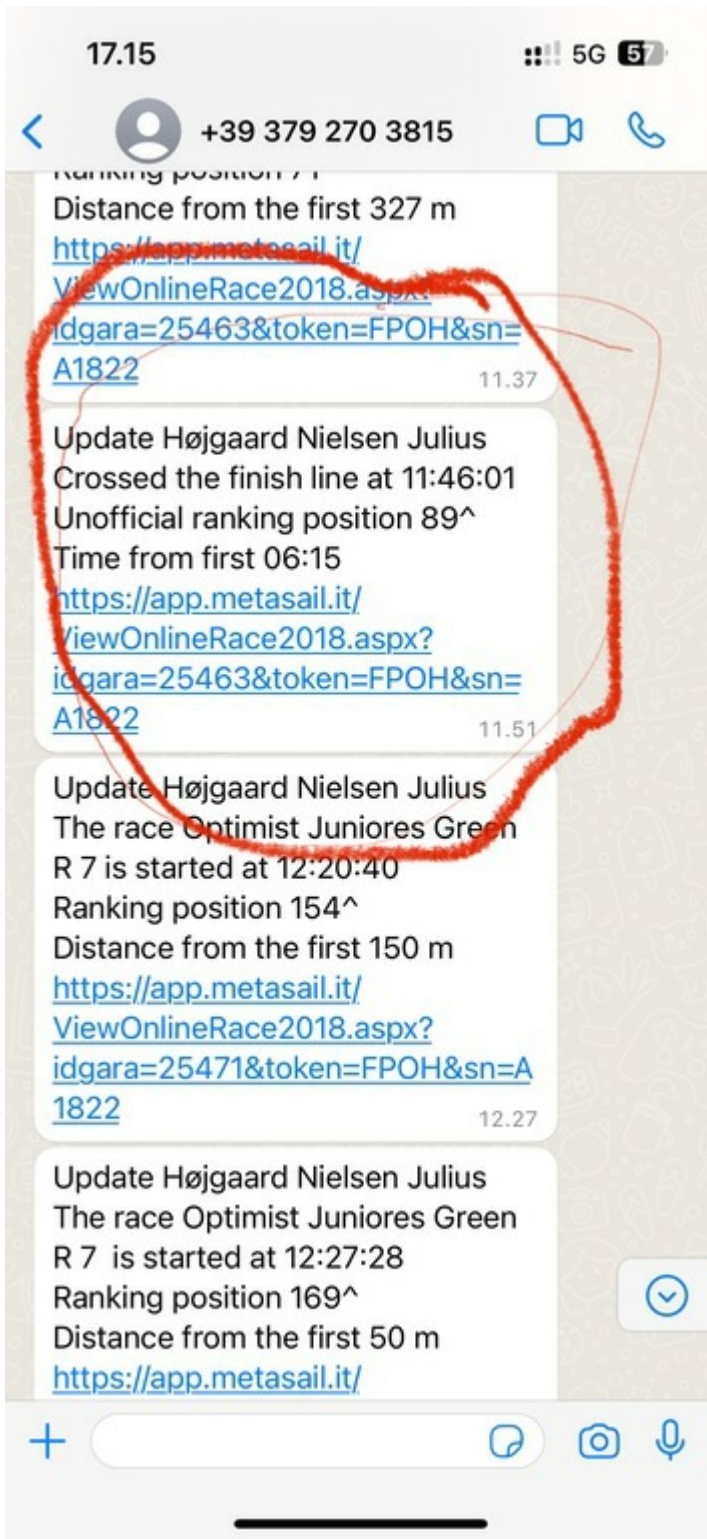 17.15
5G 57
+39 379 270 3815
Ranking position 71
Distance from the first 327 m
https://app.metasail.it/
ViewOnlineRace2018.aspx?
idgara=25463&token=FPOH&sn=
A1822
11.37
Update Højgaard Nielsen Julius
Crossed the finish line at 11:46:01
Unofficial ranking position 89^
Time from first 06:15
https://app.metasail.it/
ViewOnlineRace2018.aspx?
idgara=25463&token=FPOH&sn=
A1822
11.51
Update Højgaard Nielsen Julius
The race Optimist Juniores Green
R 7 is started at 12:20:40
Ranking position 154^
Distance from the first 150 m
https://app.metasail.it/
ViewOnlineRace2018.aspx?
idgara=25471&token=FPOH&sn=A
1822
12.27
Update Højgaard Nielsen Julius
The race Optimist Juniores Green
R 7  is started at 12:27:28
Ranking position 169^
Distance from the first 50 m
https://app.metasail.it/